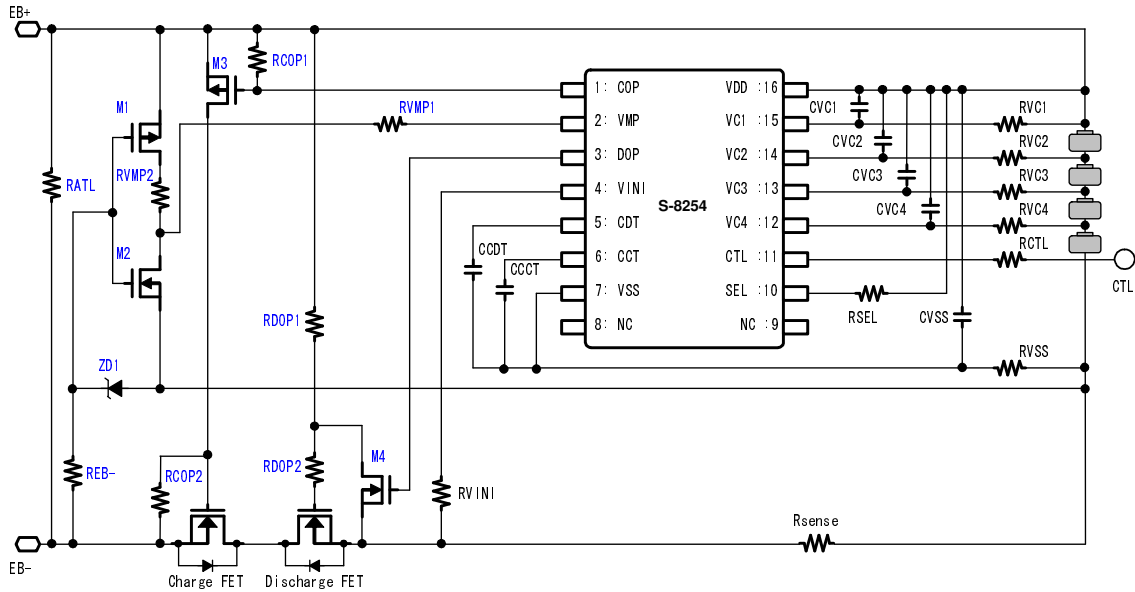 EB+
RCOP1
M3
M1
RVMP1
RATL
RVMP2
M2
1: COP
2: VMP
3: DOP
4: VINI
5: CDT
6: CCT
7: VSS
8: NC
S-8254
VDD :16
VC1 :15
VC2 :14
VC3 :13
VC4 :12
CTL :11
SEL :10
NC :9
CVC1
CVC2
CVC3
CVC4
RVC1
RVC2
RVC3
RVC4
RCTL
CTL
CCDT
CCCT
RSEL
CVSS
RVSS
RDOP1
ZD1
REB-
RCOP2
RDOP2
M4
RVINI
Rsense
EB-
Charge FET
Discharge FET